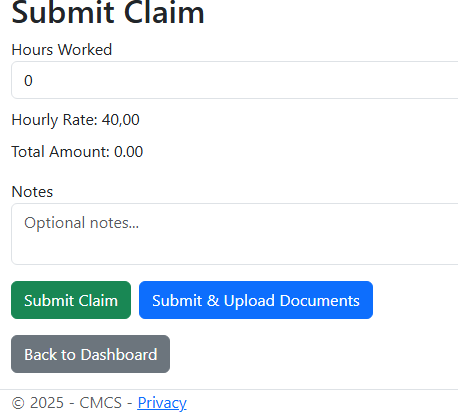 Submit Claim
Hours Worked
0
Hourly Rate: 40,00
Total Amount: 0.00
Notes
Optional notes...
Submit Claim Submit & Upload Documents
Back to Dashboard
© 2025 - CMCS - Privacy